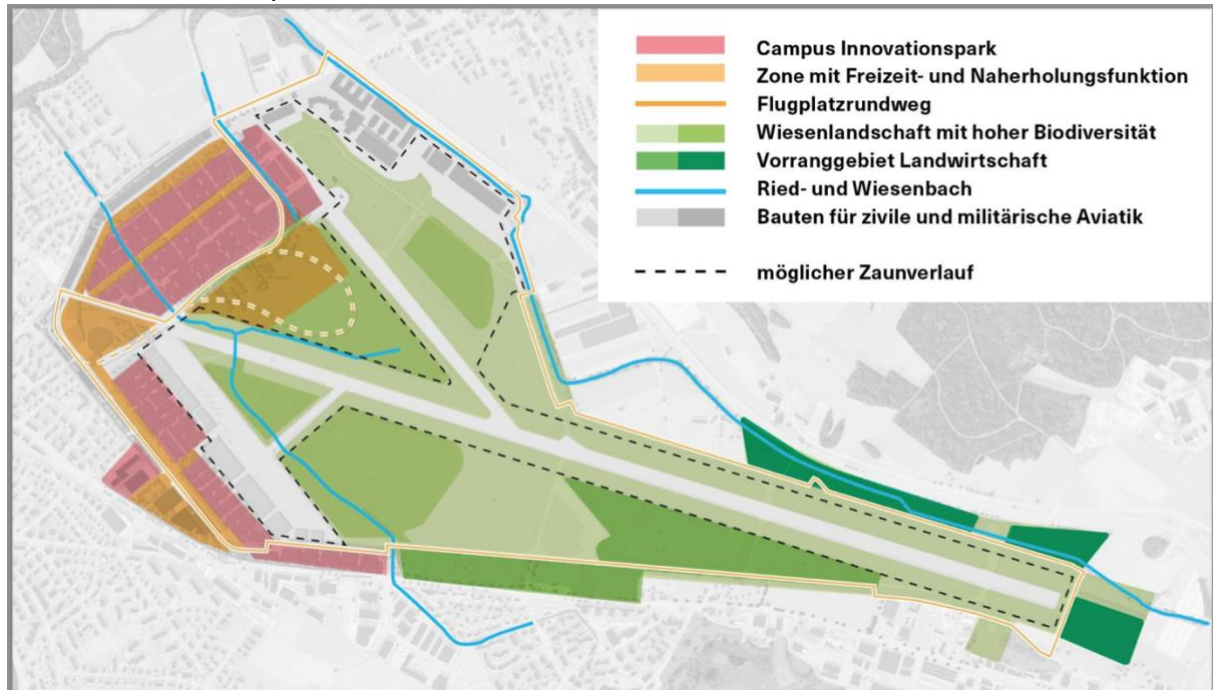 Campus Innovationspark
Zone mit Freizeit- und Naherholungsfunktion
Flugplatzrundweg
Wiesenlandschaft mit hoher Biodiversität
Vorranggebiet Landwirtschaft
Ried- und Wiesenbach
Bauten für zivile und militärische Aviatik
möglicher Zaunverlauf